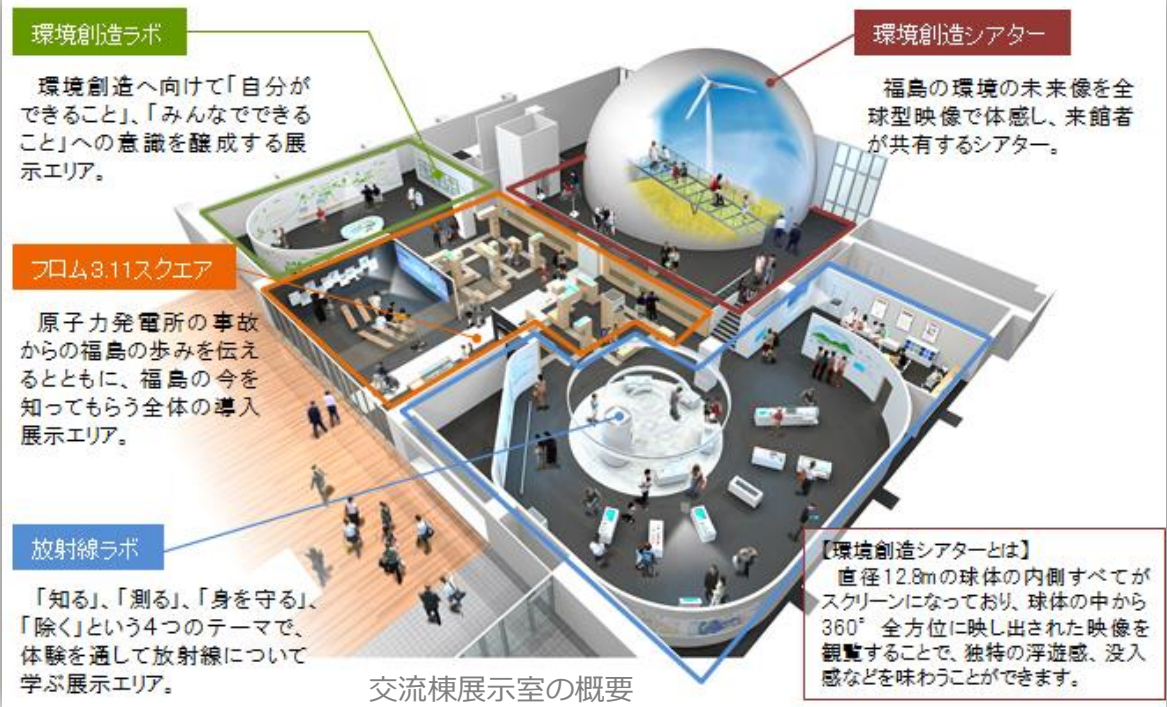 環境創造ラボ
環境創造へ向けて「自分が
できること」、「みんなでできる
こと」への意識を醸成する展
示エリア。
環境創造シアター
福島の環境の未来像を全
球型映像で体感し、来館者
が共有するシアター。
フロム3.11スクエア
原子力発電所の事故
からの福島の歩みを伝え
るとともに、福島の今を
知ってもらう全体の導入
展示エリア。
放射線ラボ
「知る」、「測る」、「身を守る」、
「除く」という4つのテーマで、
体験を通して放射線について
学ぶ展示エリア。
【環境創造シアターとは】
直径12.8mの球体の内側すべてが
スクリーンになっており、球体の中から
360° 全方位に映し出された映像を
観覧することで、独特の浮遊感、没入
感などを味わうことができます。
交流棟展示室の概要